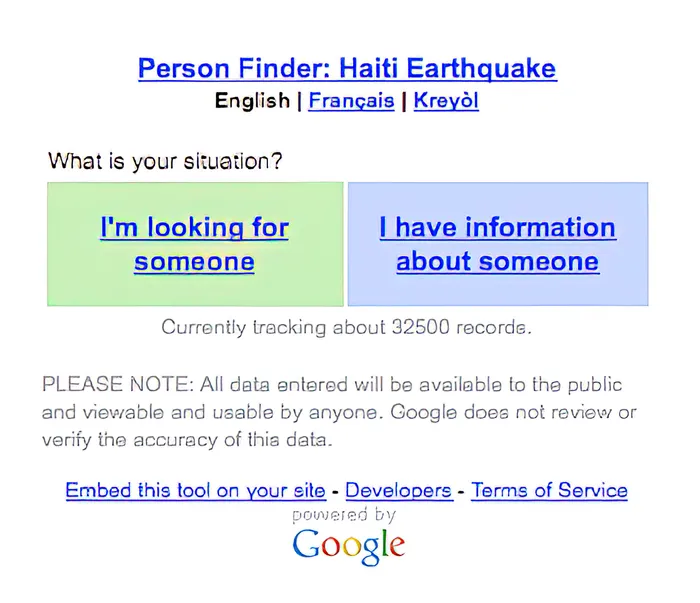 Person Finder: Haiti Earthquake
English | Français | Kreyòl
What is your situation?
I'm looking for
someone
I have information
about someone
Currently tracking about 32500 records.
PLEASE NOTE: All data entered will be available to the public
and viewable and usable by anyone. Google does not review or
verify the accuracy of this data.
Embed this tool on your site - Developers - Terms of Service
powered by
Google